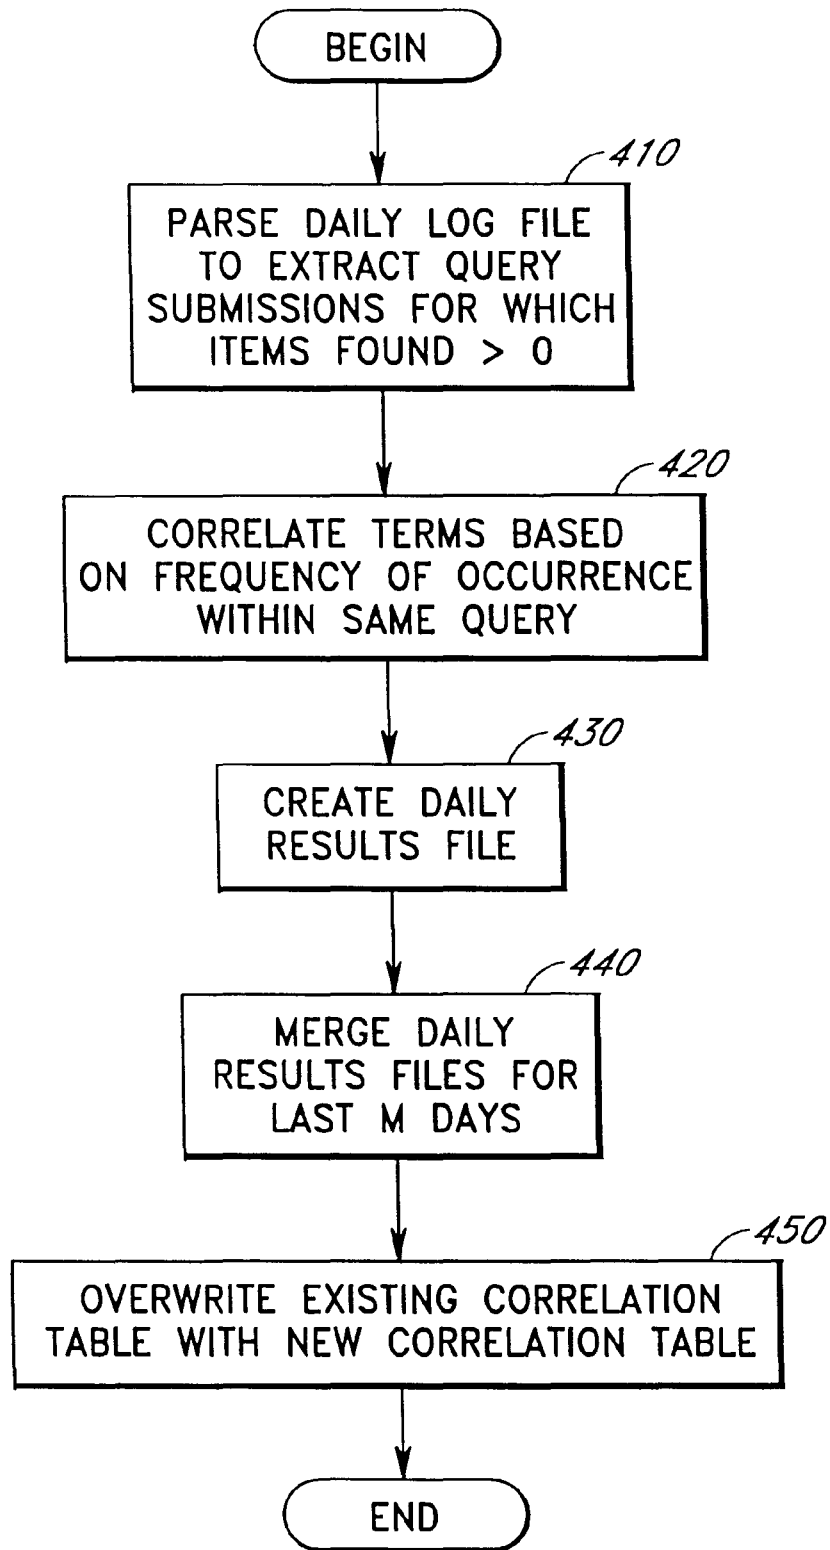 BEGIN
410
PARSE DAILY LOG FILE
TO EXTRACT QUERY
SUBMISSIONS FOR WHICH
ITEMS FOUND > 0
420
CORRELATE TERMS BASED
ON FREQUENCY OF OCCURRENCE
WITHIN SAME QUERY
430
CREATE DAILY
RESULTS FILE
440
MERGE DAILY
RESULTS FILES FOR
LAST M DAYS
450
OVERWRITE EXISTING CORRELATION
TABLE WITH NEW CORRELATION TABLE
END